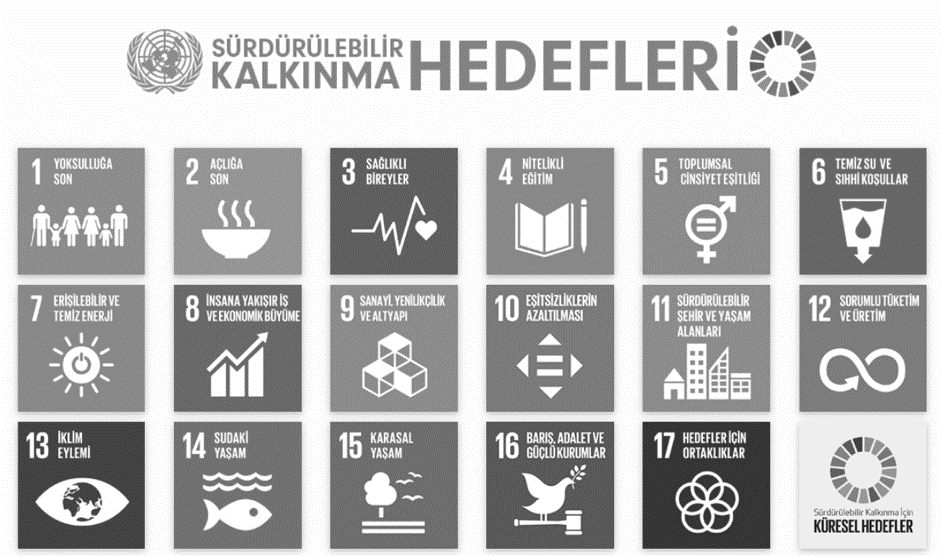 SÜRDÜRÜLEBİLİR
KALKINMA HEDEFLERİ
1 YOKSULLUĞA
SON
2 AÇLIĞA
SON
3 SAĞLIKLI
BİREYLER
4 NİTELİKLİ
EĞİTİM
5 TOPLUMSAL
CİNSİYET EŞİTLİĞİ
6 TEMİZ SU VE
SIHHİ KOŞULLAR
7 ERİŞİLEBİLİR VE
TEMİZ ENERJİ
8 İNSANA YAKIŞIR İŞ
VE EKONOMİK BÜYÜME
9 SANAYİ, YENİLİKÇİLİK
VE ALTYAPI
10 EŞİTSİZLİKLERİN
AZALTILMASI
11 SÜRDÜRÜLEBİLİR
ŞEHİR VE YAŞAM
ALANLARI
12 SORUMLU TÜKETİM
VE ÜRETİM
13 İKLİM
EYLEMİ
14 SUDAKİ
YAŞAM
15 KARASAL
YAŞAM
16 BARIŞ, ADALET VE
GÜÇLÜ KURUMLAR
17 HEDEFLER İÇİN
ORTAKLIKLAR
Sürdürülebilir Kalkınma İçin
KÜRESEL HEDEFLER